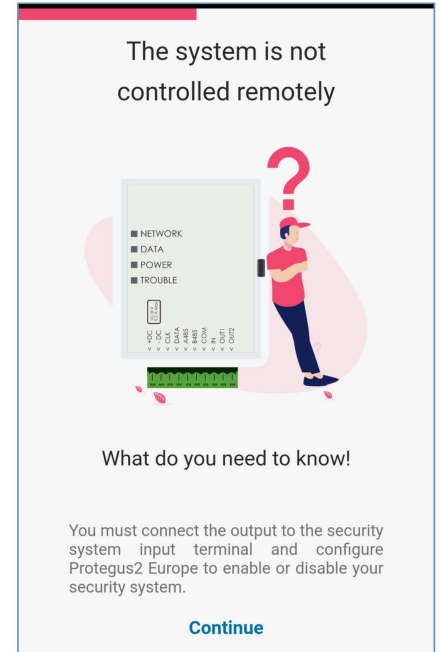 The system is not
controlled remotely
?
NETWORK
DATA
POWER
TROUBLE
< +DC
< - DC
< CLK
< DATA
< A485
< B485
< COM
< IN
< OUT1
< OUT2
What do you need to know!
You must connect the output to the security
system input terminal and configure
Protegus2 Europe to enable or disable your
security system.
Continue